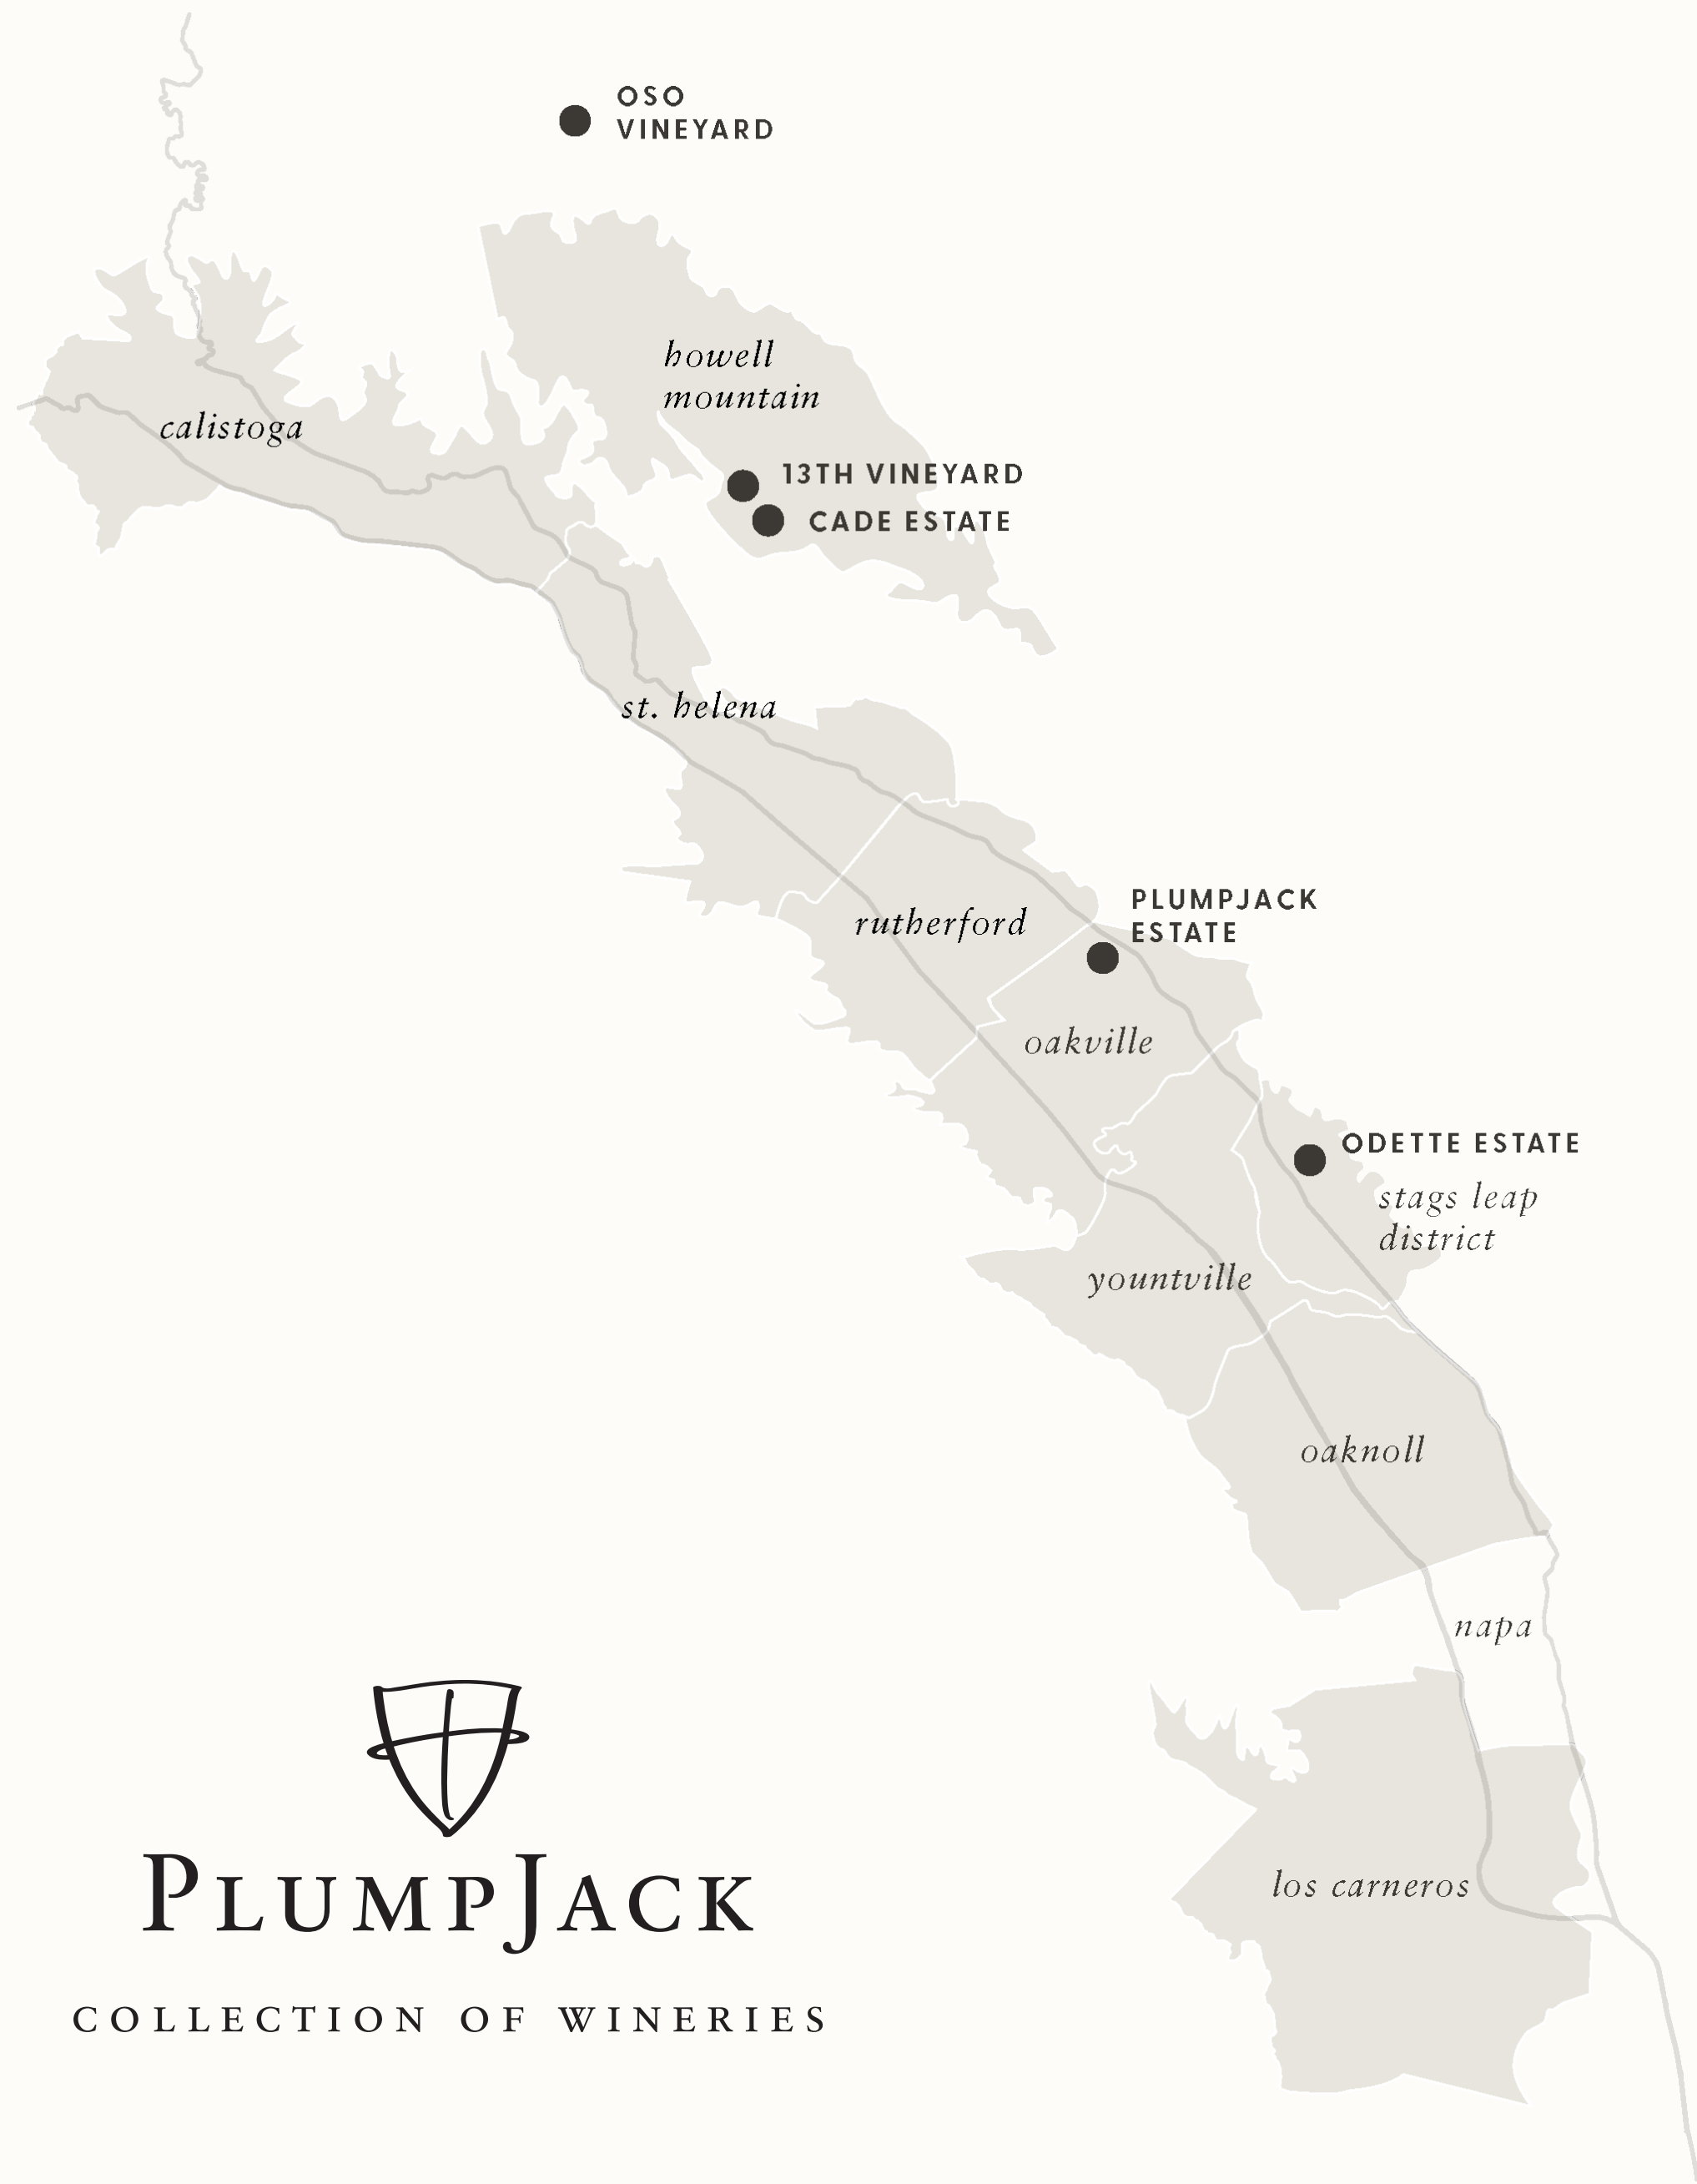 OSO
VINEYARD
howell
mountain
calistoga
13TH VINEYARD
CADE ESTATE
st. helena
PLUMPJACK
ESTATE
rutherford
oakville
ODETTE ESTATE
stags leap
district
yountville
oaknoll
napa
los carneros
PLUMPJACK
COLLECTION OF WINERIES